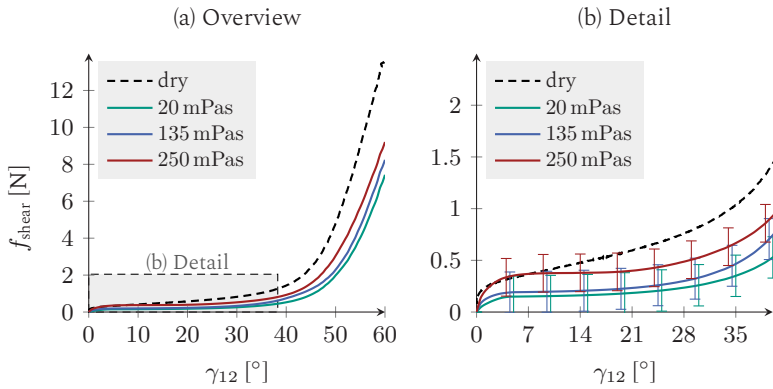 (a) Overview
12
10
8
6
4
2
0
f_shear [N]
dry
20 mPas
135 mPas
250 mPas
(b) Detail
0 10 20 30 40 50 60
γ12 [°]
(b) Detail
2
1.5
1
0.5
0
dry
20 mPas
135 mPas
250 mPas
0 7 14 21 28 35
γ12 [°]